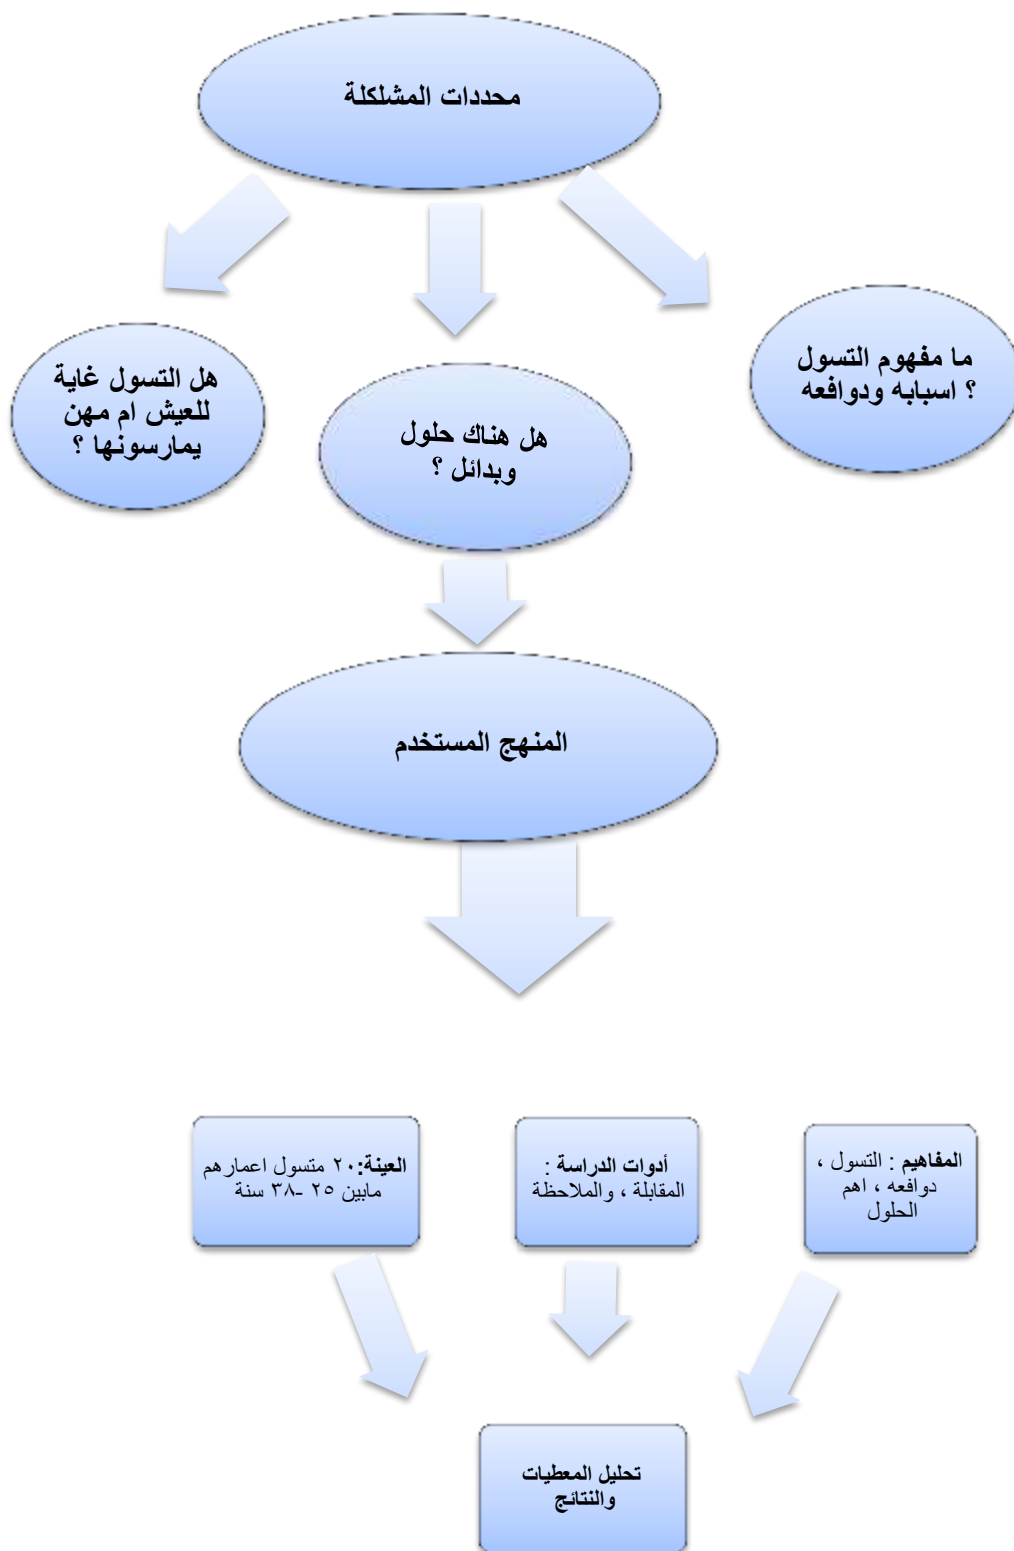 محددات المشلكلة
ما مفهوم التسول
؟ اسبابه ودوافعه
هل هناك حلول
وبدائل ؟
هل التسول غاية
للعيش ام مهن
يمارسونها ؟
المنهج المستخدم
المفاهيم : التسول ،
دوافعه ، اهم
الحلول
أدوات الدراسة :
المقابلة ، والملاحظة
العينة:٢٠ متسول اعمارهم
مابين ٢٥ -٣٨ سنة
تحليل المعطيات
والنتائج